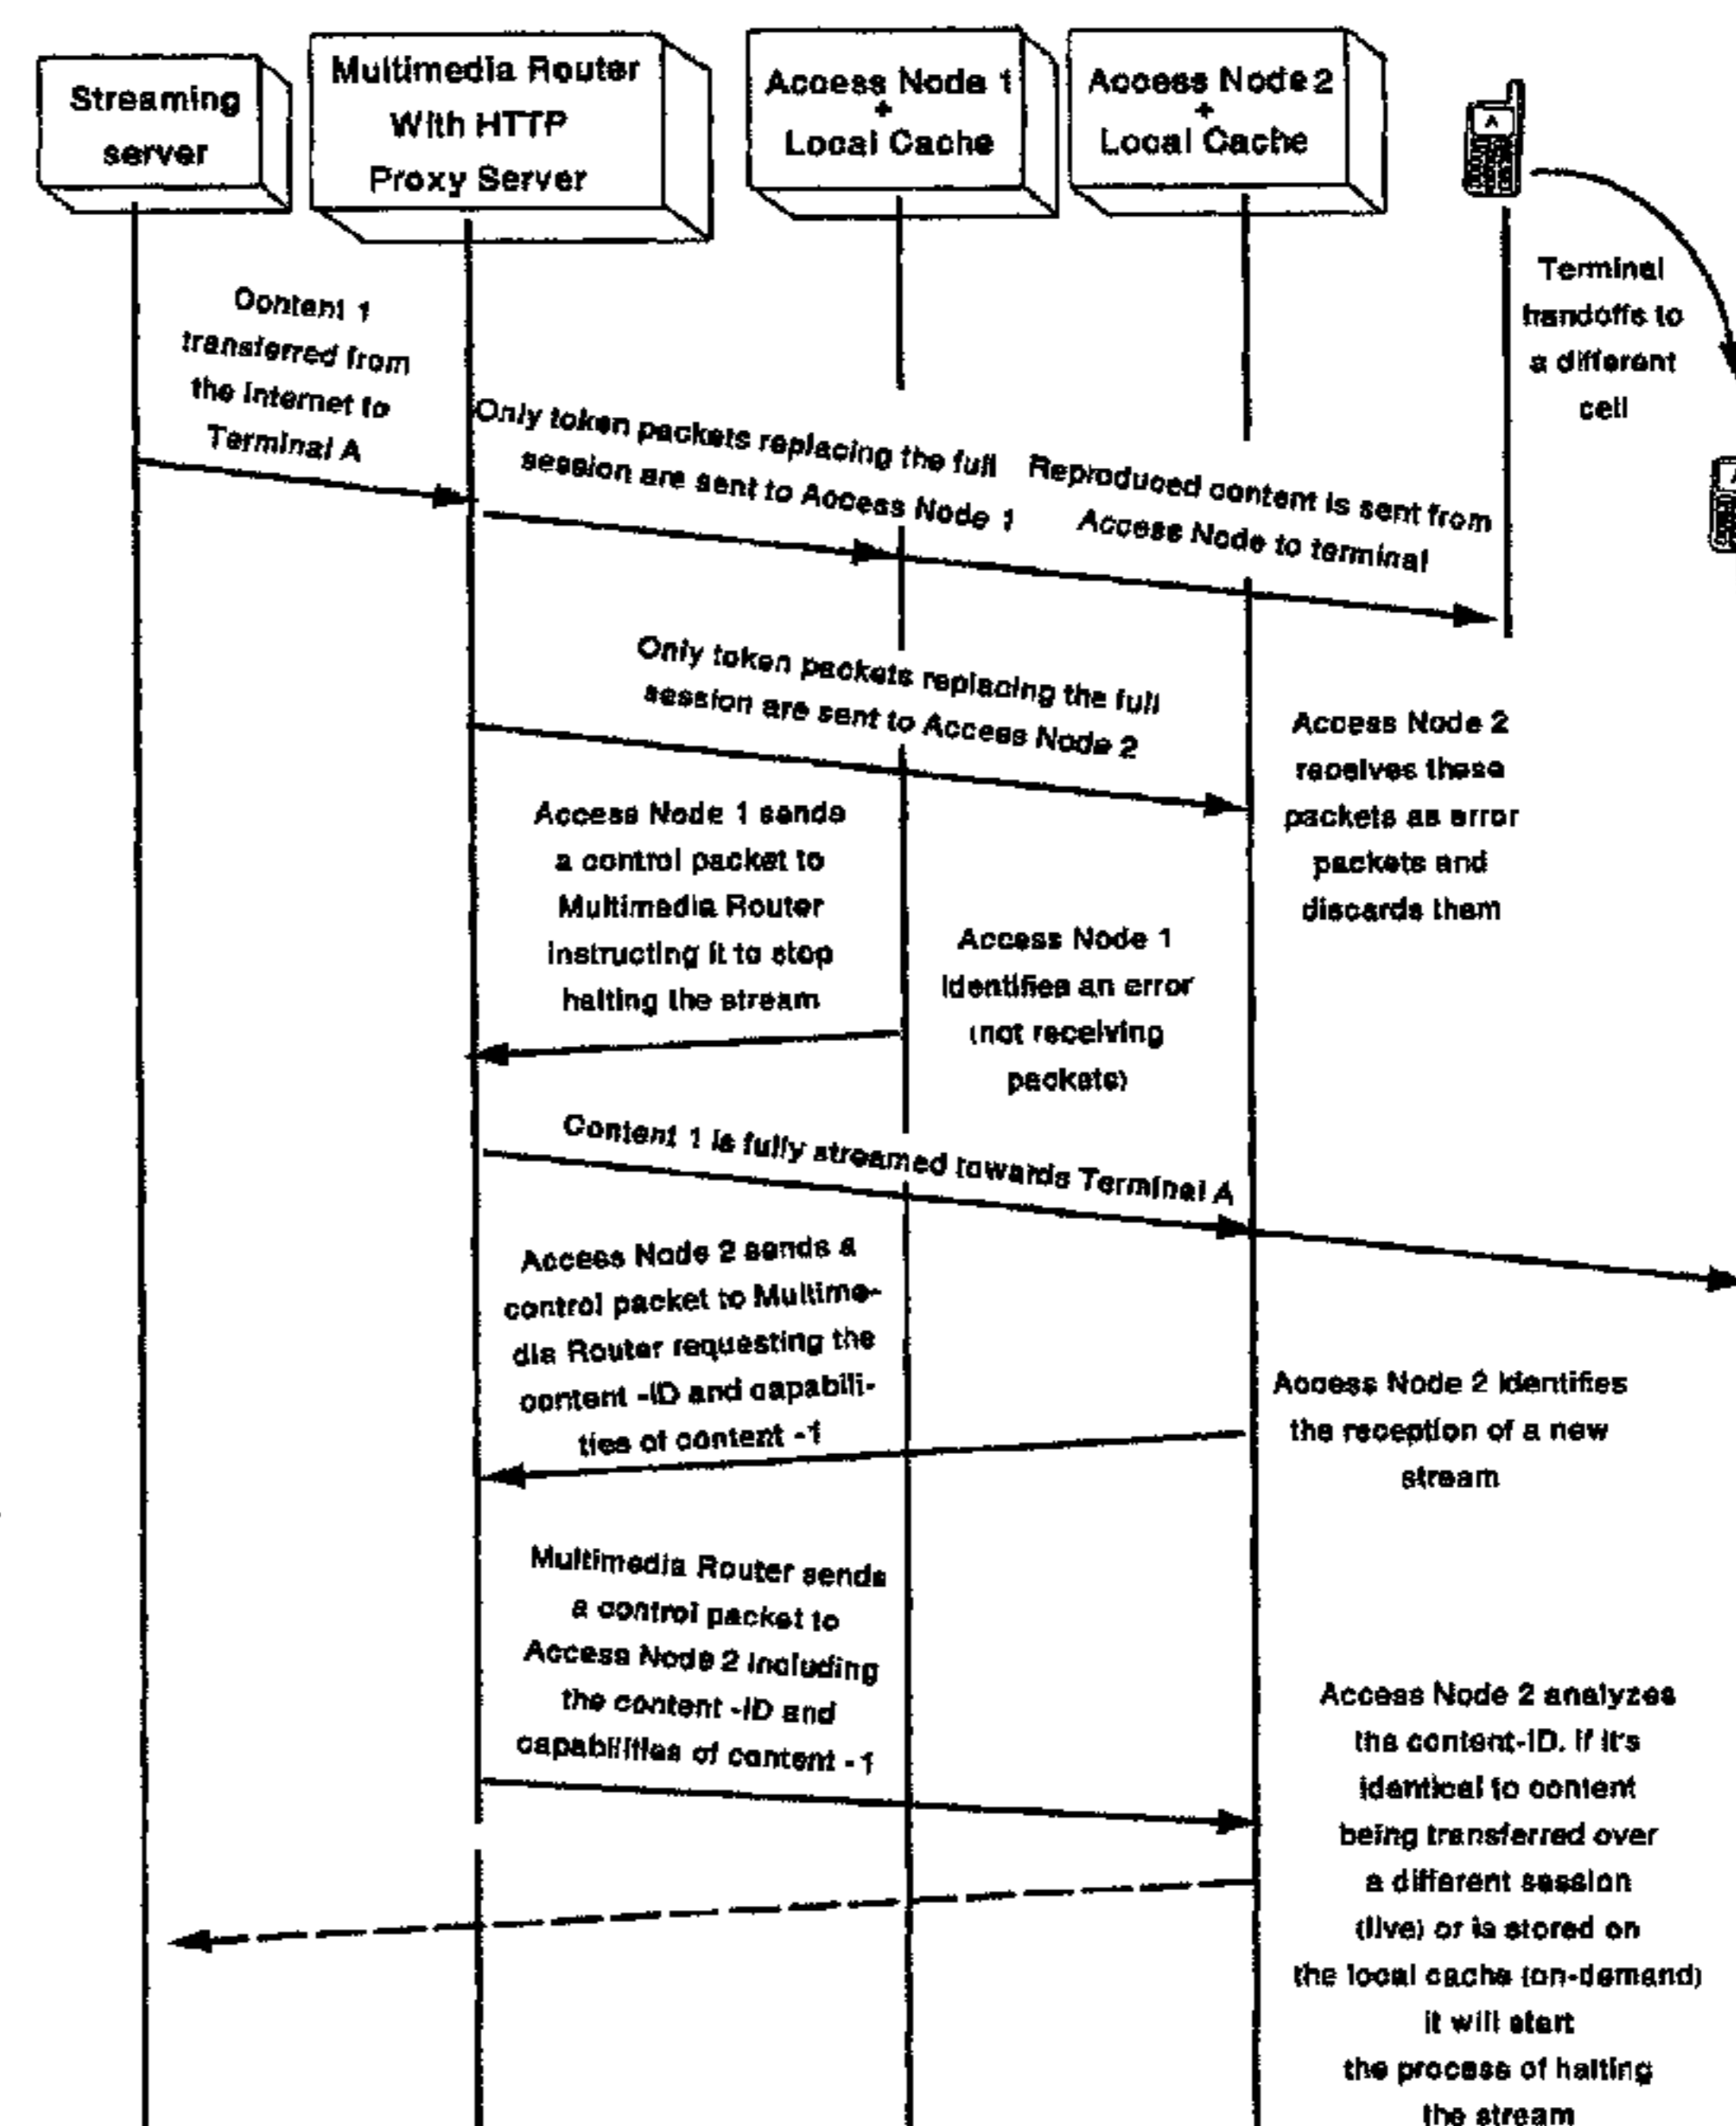 Streaming
server
Multimedia Router
With HTTP
Proxy Server
Access Node 1
+
Local Cache
Access Node 2
+
Local Cache
A
Terminal
handoffs to
a different
cell
Content 1
transferred from
the Internet to
Terminal A
Only token packets replacing the full
session are sent to Access Node 1
Reproduced content is sent from
Access Node to terminal
Only token packets replacing the full
session are sent to Access Node 2
Access Node 2
receives these
packets as error
packets and
discards them
Access Node 1 sends
a control packet to
Multimedia Router
instructing it to stop
halting the stream
Access Node 1
identifies an error
(not receiving
packets)
Content 1 is fully streamed towards Terminal A
Access Node 2 sends a
control packet to Multime-
dia Router requesting the
content -ID and capabili-
ties of content -1
Access Node 2 identifies
the reception of a new
stream
Multimedia Router sends
a control packet to
Access Node 2 including
the content -ID and
capabilities of content -1
Access Node 2 analyzes
the content-ID. If it's
identical to content
being transferred over
a different session
(live) or is stored on
the local cache (on-demand)
it will start
the process of halting
the stream